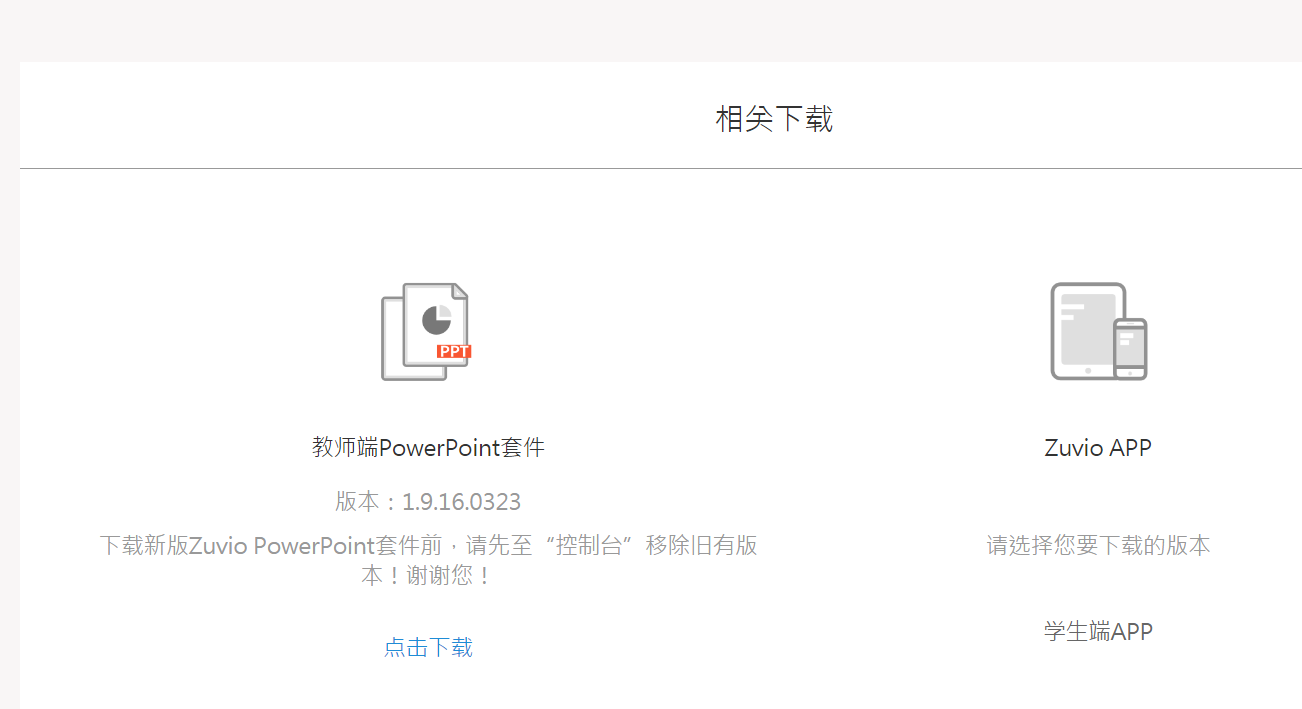 相关下载
PPT
教师端PowerPoint套件
版本：1.9.16.0323
下载新版Zuvio PowerPoint套件前，请先至“控制台”移除旧有版
本！谢谢您！
点击下载
Zuvio APP
请选择您要下载的版本
学生端APP